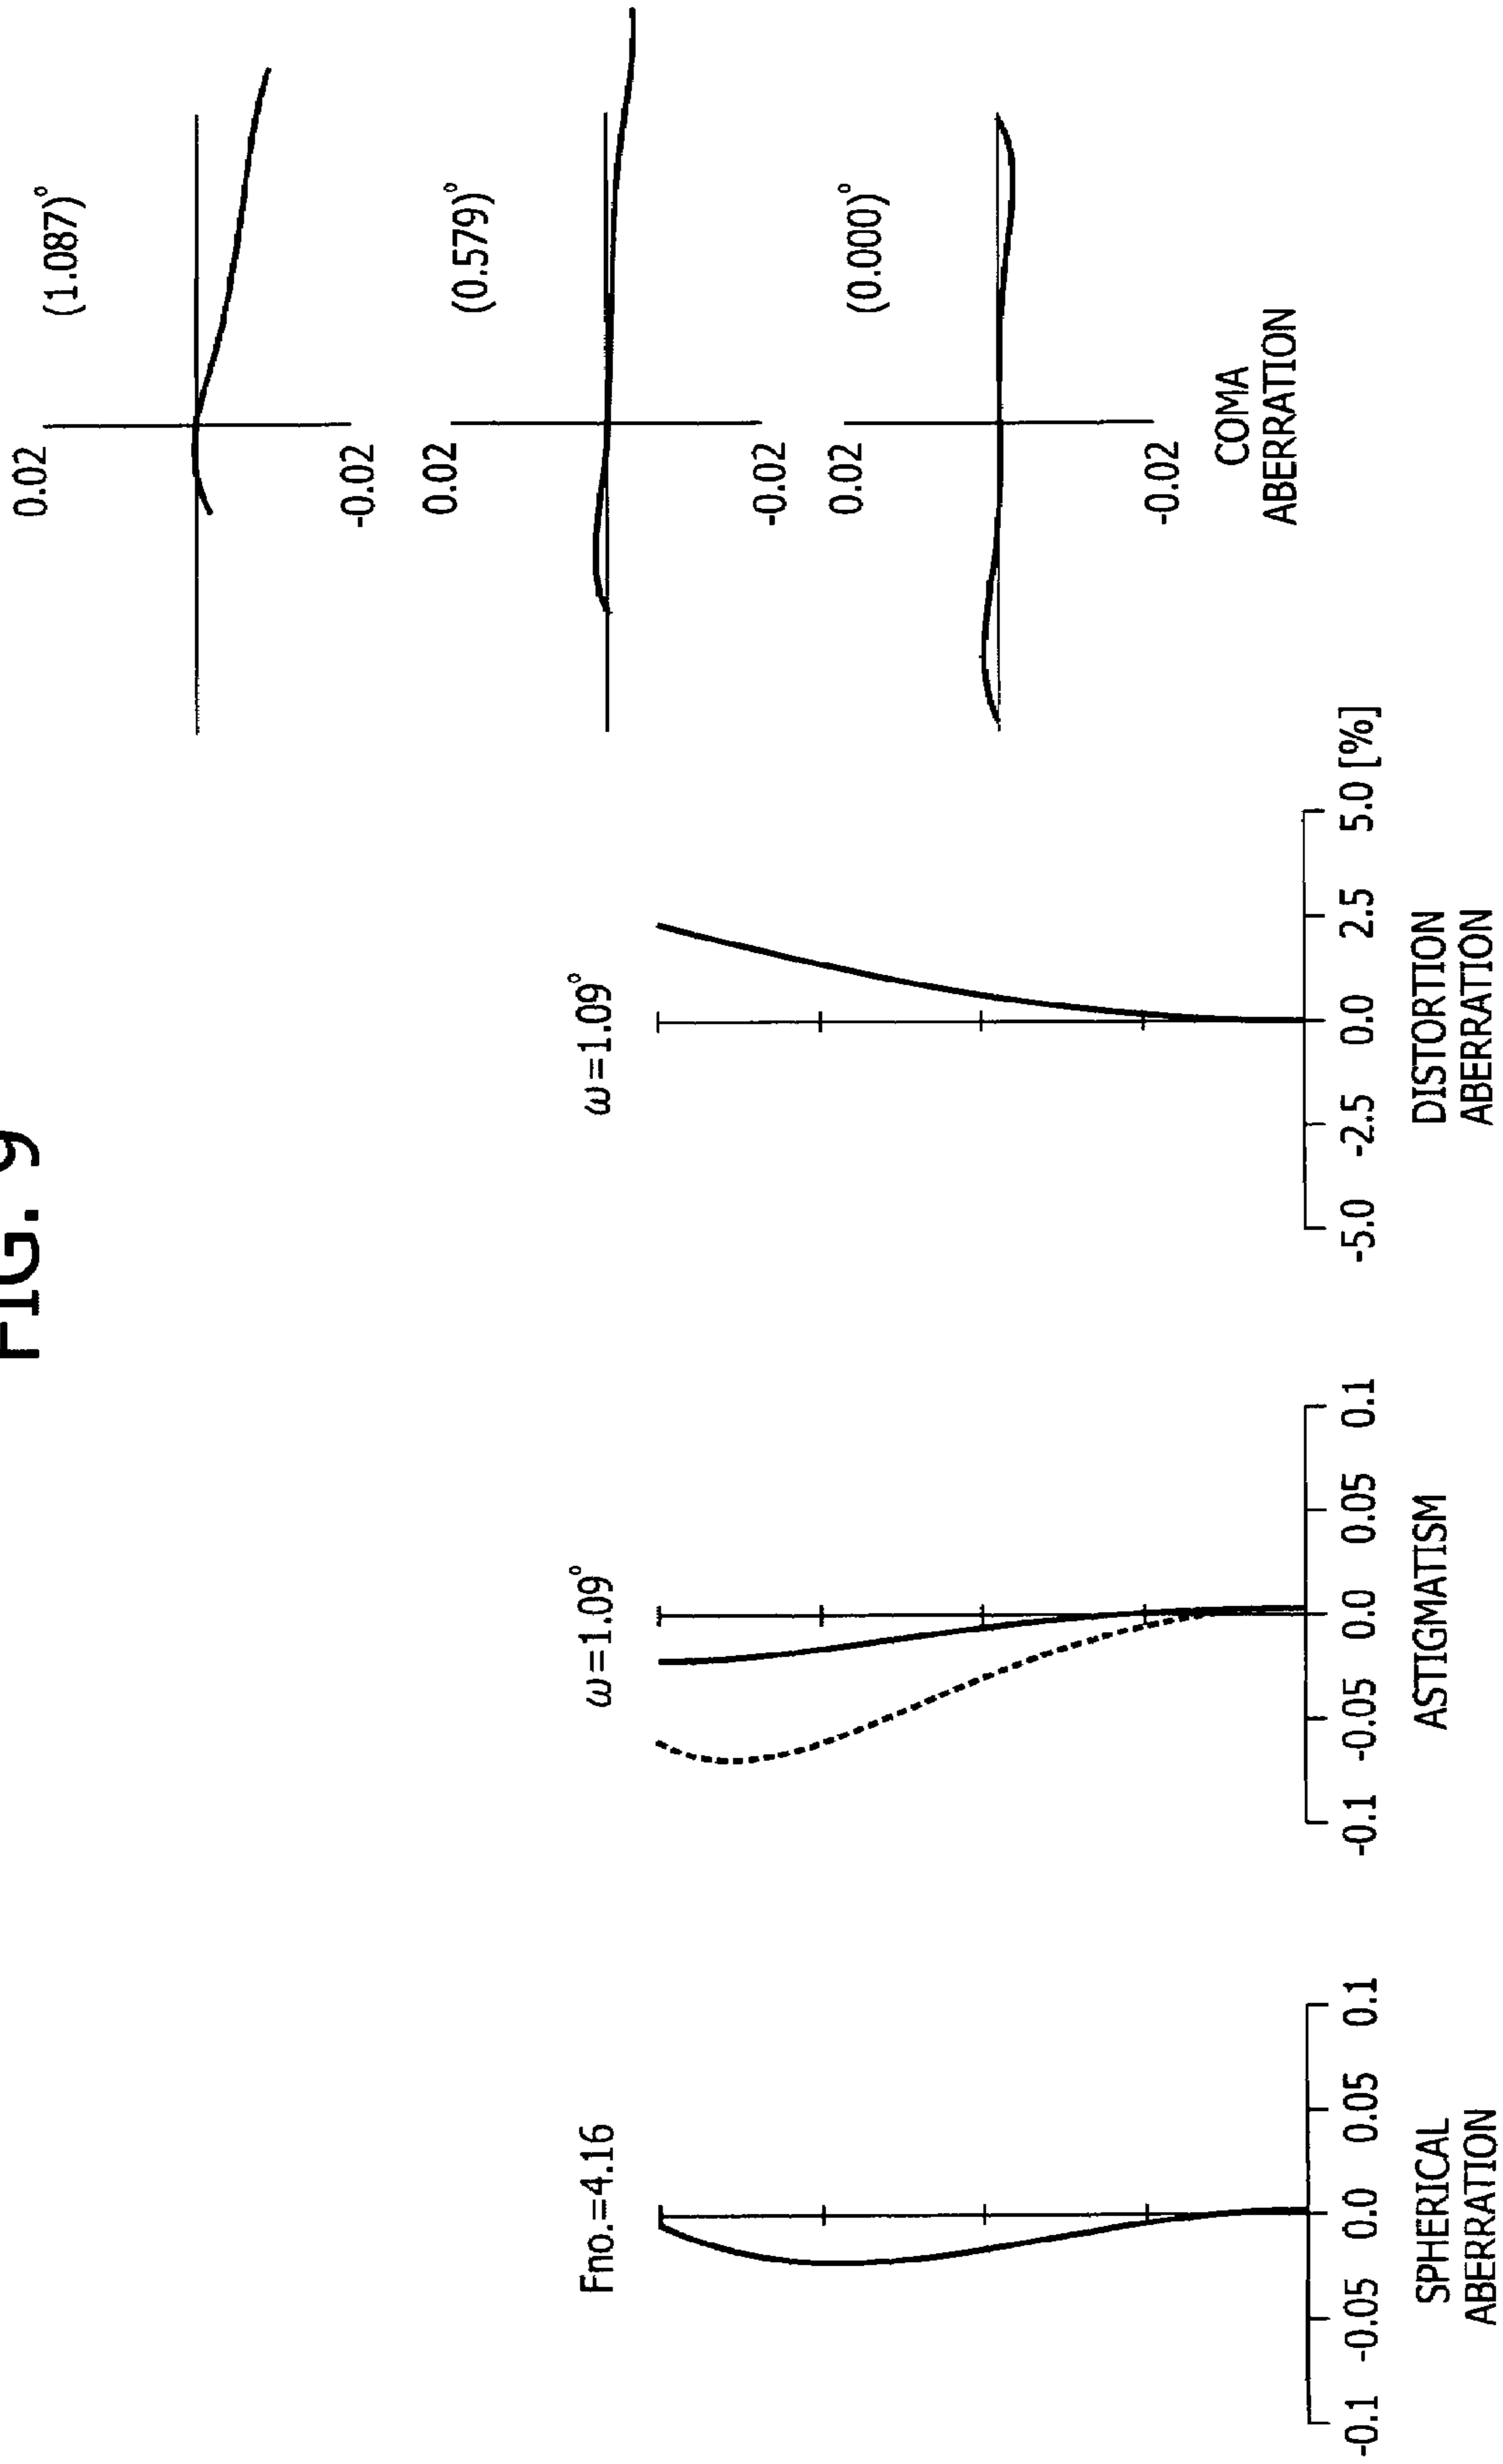 FIG. 9
Fno.=4.16
-0.1 -0.05 0.0 0.05 0.1
SPHERICAL
ABERRATION
ω=1.09°
-0.1 -0.05 0.0 0.05 0.1
ASTIGMATISM
ω=1.09°
-5.0 -2.5 0.0 2.5 5.0 [%]
DISTORTION
ABERRATION
0.02
(1.087)°
-0.02
0.02
(0.579)°
-0.02
0.02
(0.000)°
-0.02
COMA
ABERRATION